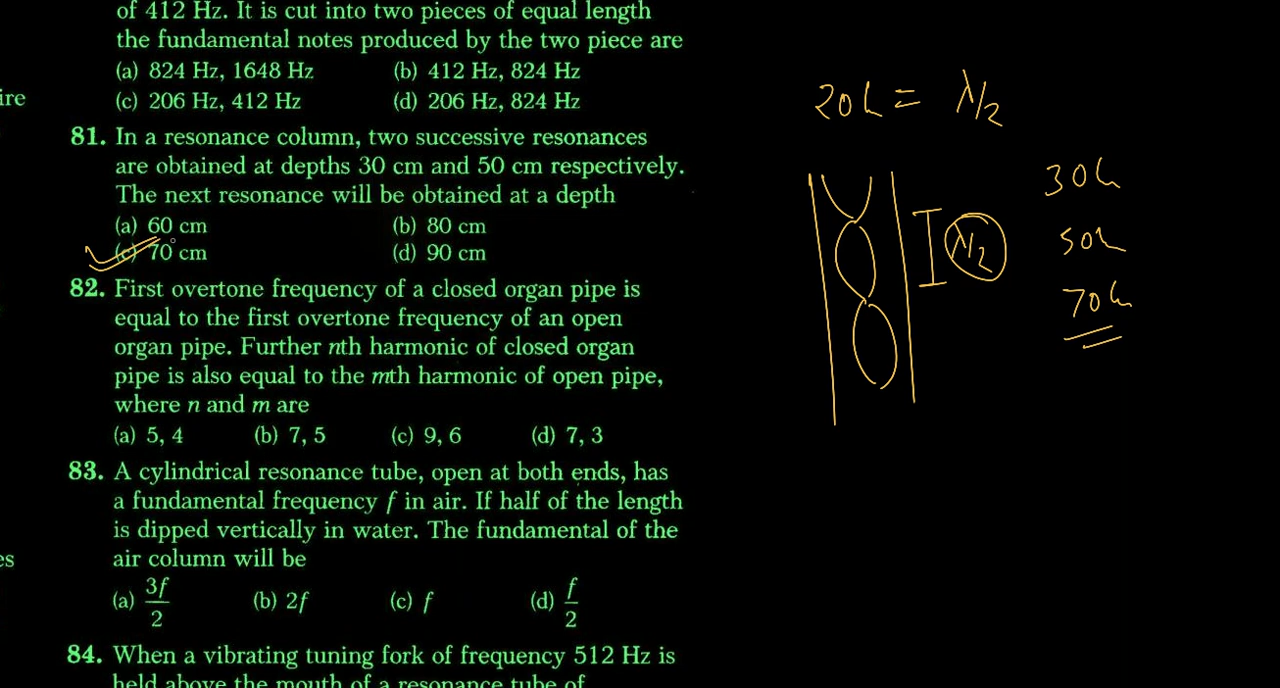 of 412 Hz. It is cut into two pieces of equal length
the fundamental notes produced by the two piece are
(a) 824 Hz, 1648 Hz (b) 412 Hz, 824 Hz
(c) 206 Hz, 412 Hz (d) 206 Hz, 824 Hz
ire
81. In a resonance column, two successive resonances
are obtained at depths 30 cm and 50 cm respectively.
The next resonance will be obtained at a depth
(a) 60 cm (b) 80 cm
(c) 70 cm (d) 90 cm
82. First overtone frequency of a closed organ pipe is
equal to the first overtone frequency of an open
organ pipe. Further nth harmonic of closed organ
pipe is also equal to the mth harmonic of open pipe,
where n and m are
(a) 5, 4 (b) 7, 5 (c) 9, 6 (d) 7, 3
83. A cylindrical resonance tube, open at both ends, has
a fundamental frequency f in air. If half of the length
is dipped vertically in water. The fundamental of the
es
air column will be
(a) 3f/2 (b) 2f (c) f (d) f/2
84. When a vibrating tuning fork of frequency 512 Hz is
held above the mouth of a resonance tube of
20 = λ/2
λ/2
30
50
70